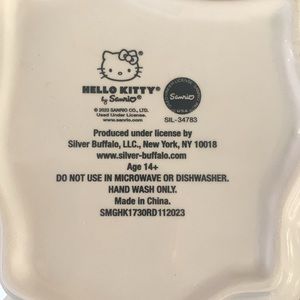 HELLO KITTY®
by Sanrio®
© 2023 SANRIO CO., LTD.
Used Under License.
www.sanrio.com
Sanrio
USA
SIL-34783
Produced under license by
Silver Buffalo, LLC., New York, NY 10018
www.silver-buffalo.com
Age 14+
DO NOT USE IN MICROWAVE OR DISHWASHER.
HAND WASH ONLY.
Made in China.
SMGHK1730RD112023